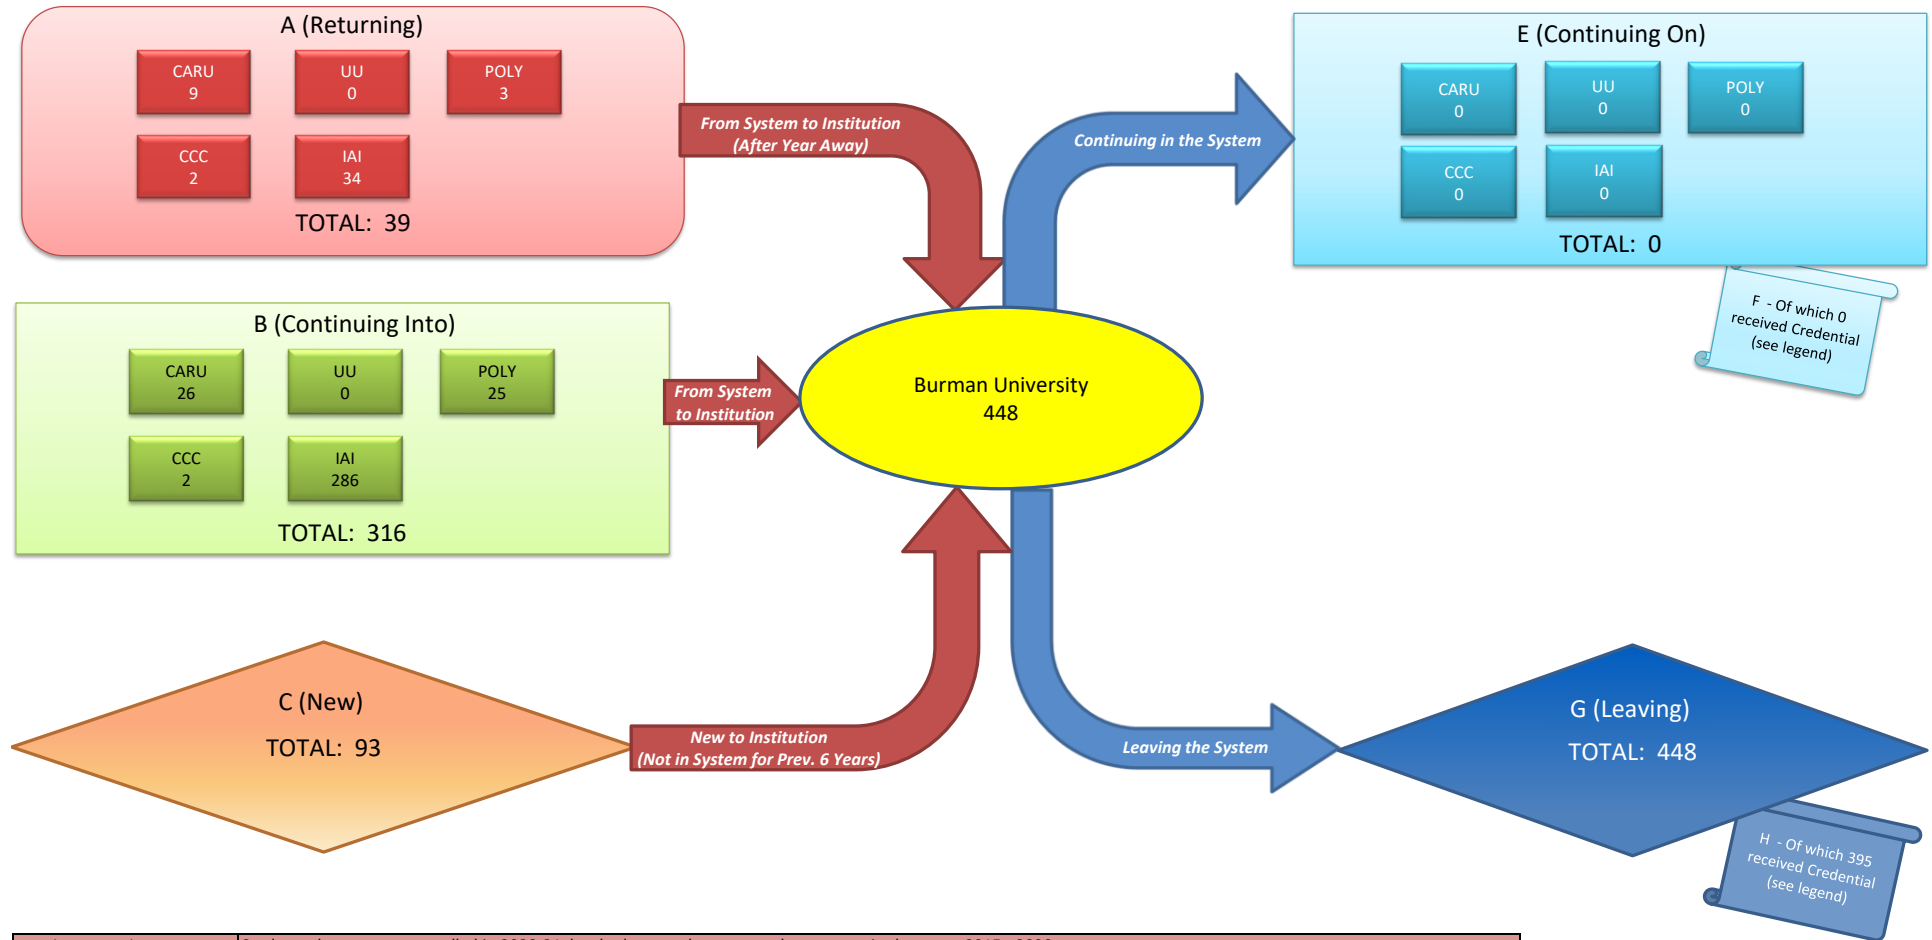 A (Returning)
CARU
9
UU
0
POLY
3
CCC
2
IAI
34
TOTAL: 39
From System to Institution
(After Year Away)
Continuing in the System
E (Continuing On)
CARU
0
UU
0
POLY
0
CCC
0
IAI
0
TOTAL: 0
F - Of which 0
received Credential
(see legend)
B (Continuing Into)
CARU
26
UU
0
POLY
25
CCC
2
IAI
286
TOTAL: 316
From System
to Institution
Burman University
448
C (New)
TOTAL: 93
New to Institution
(Not in System for Prev. 6 Years)
Leaving the System
G (Leaving)
TOTAL: 448
H - Of which 395
received Credential
(see legend)